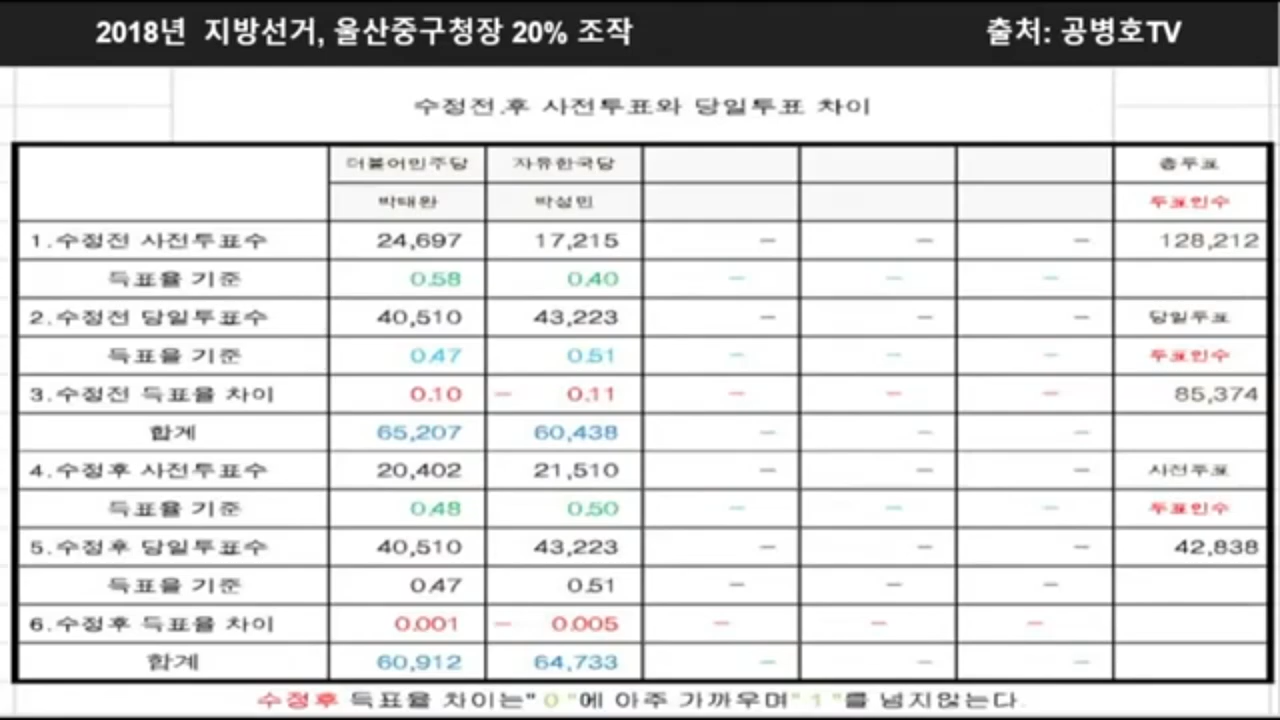 2018년 지방선거, 울산중구청장 20% 조작 출처: 공병호TV
수정전.후 사전투표와 당일투표 차이
더불어민주당 자유한국당 총투표
박태완 박성민 투표인수
1.수정전 사전투표수 24,697 17,215 - - - 128,212
득표율 기준 0.58 0.40 - - -
2.수정전 당일투표수 40,510 43,223 - - - 당일투표
득표율 기준 0.47 0.51 - - - 투표인수
3.수정전 득표율 차이 0.10 - 0.11 - - - 85,374
합계 65,207 60,438 - - -
4.수정후 사전투표수 20,402 21,510 - - - 사전투표
득표율 기준 0.48 0.50 - - - 투표인수
5.수정후 당일투표수 40,510 43,223 - - - 42,838
득표율 기준 0.47 0.51 - - -
6.수정후 득표율 차이 0.001 - 0.005 - - -
합계 60,912 64,733 - - -
수정후 득표율 차이는" 0 "에 아주 가까우며" 1 "를 넘지않는다.